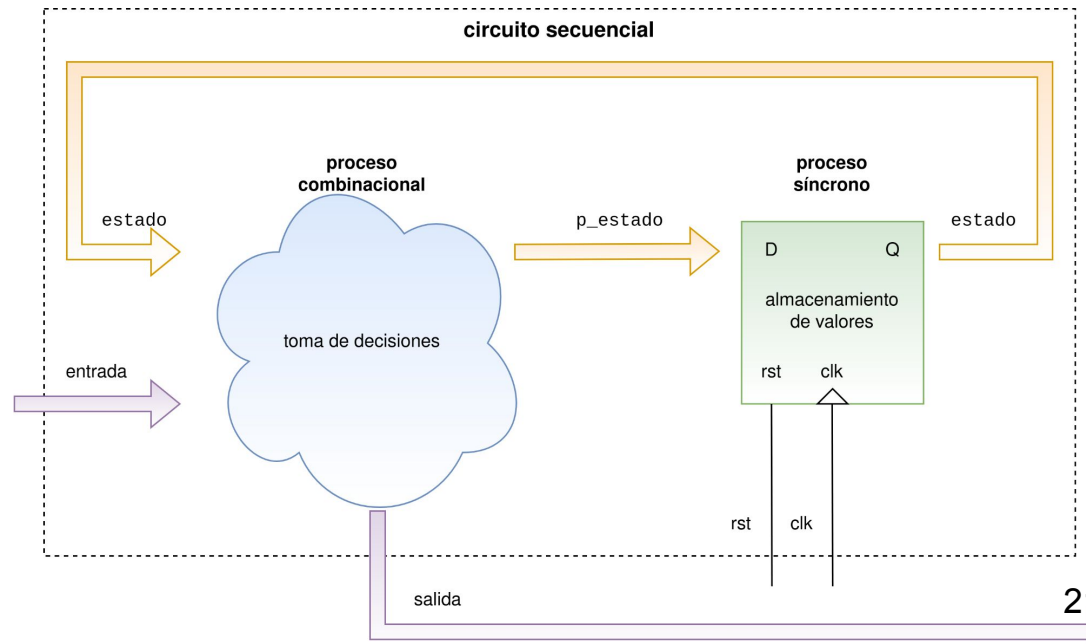 circuito secuencial
proceso
combinacional
proceso
síncrono
estado
p_estado
estado
D
Q
almacenamiento
de valores
toma de decisiones
entrada
rst
clk
rst
clk
salida
2